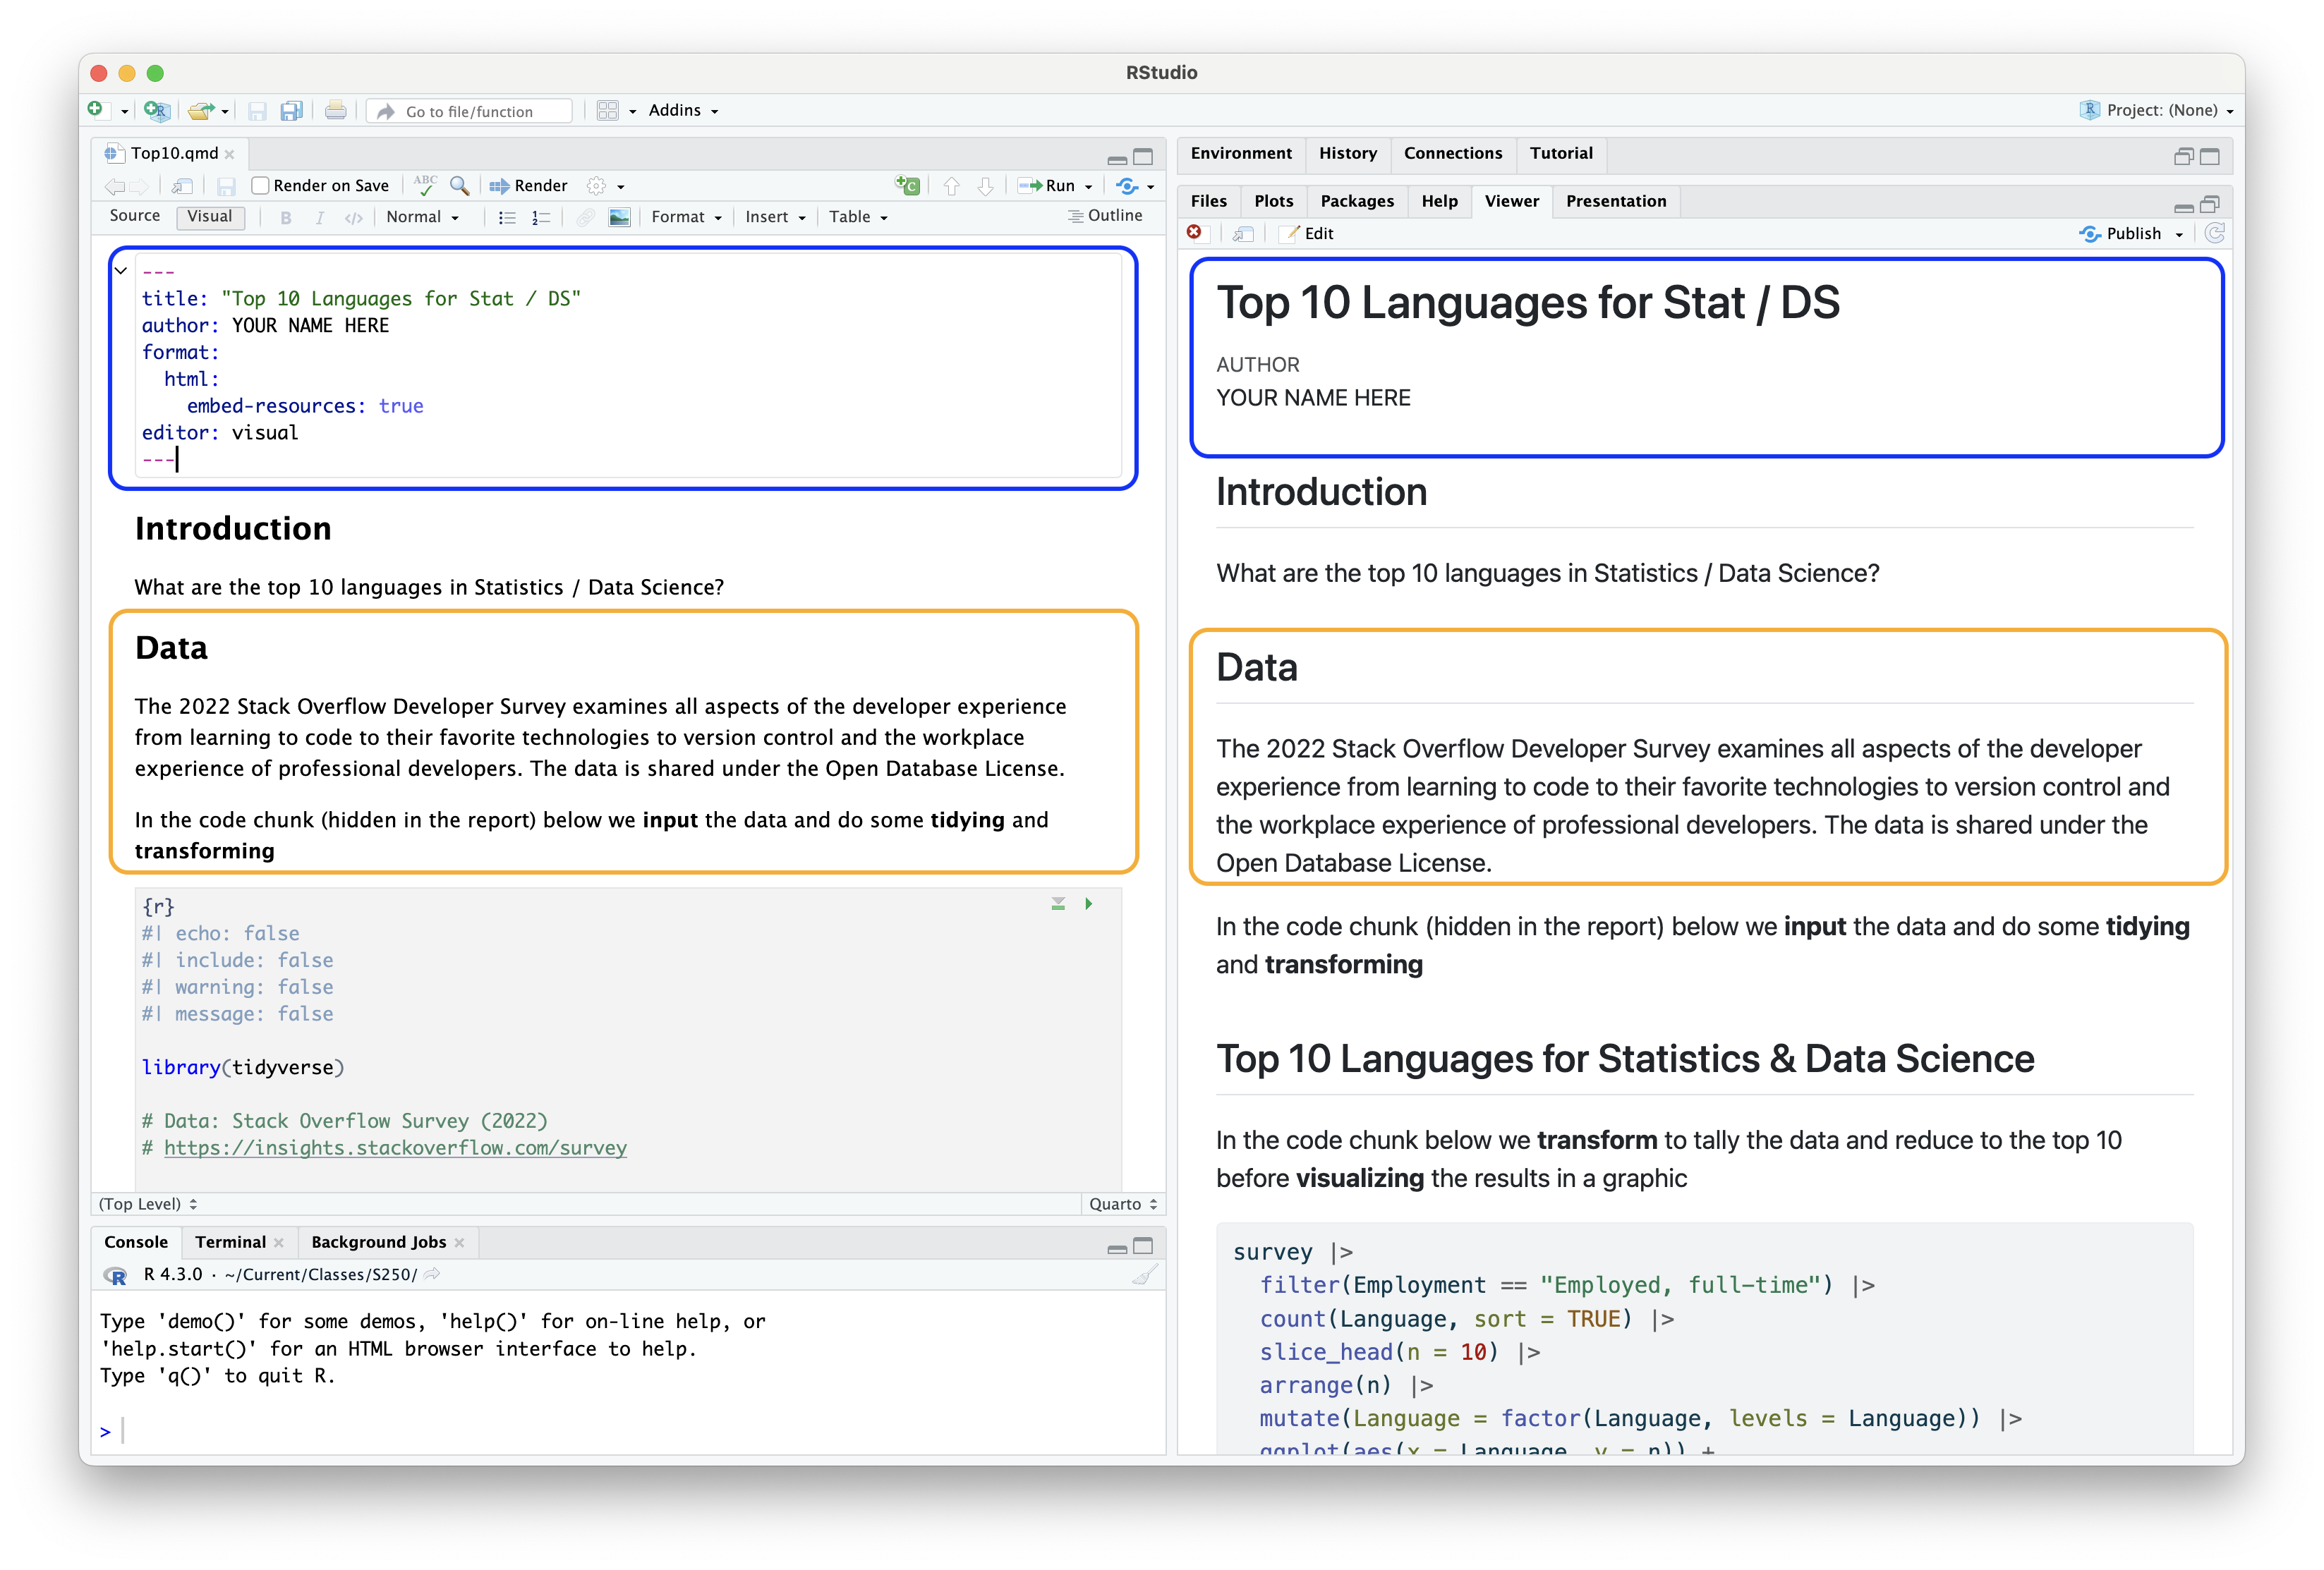 RStudio
Go to file/function
Addins
Project: (None)
Top10.qmd
Render on Save
ABC
Render
Run
Source
Visual
B
I
</>
Normal
Format
Insert
Table
Outline
---
title: "Top 10 Languages for Stat / DS"
author: YOUR NAME HERE
format:
html:
embed-resources: true
editor: visual
---
Introduction
What are the top 10 languages in Statistics / Data Science?
Data
The 2022 Stack Overflow Developer Survey examines all aspects of the developer experience
from learning to code to their favorite technologies to version control and the workplace
experience of professional developers. The data is shared under the Open Database License.
In the code chunk (hidden in the report) below we input the data and do some tidying and
transforming
{r}
#| echo: false
#| include: false
#| warning: false
#| message: false
library(tidyverse)
# Data: Stack Overflow Survey (2022)
# https://insights.stackoverflow.com/survey
(Top Level)
Quarto
Console
Terminal
Background Jobs
R 4.3.0 · ~/Current/Classes/S250/
Type 'demo()' for some demos, 'help()' for on-line help, or
'help.start()' for an HTML browser interface to help.
Type 'q()' to quit R.
>
Environment
History
Connections
Tutorial
Files
Plots
Packages
Help
Viewer
Presentation
Edit
Publish
Top 10 Languages for Stat / DS
AUTHOR
YOUR NAME HERE
Introduction
What are the top 10 languages in Statistics / Data Science?
Data
The 2022 Stack Overflow Developer Survey examines all aspects of the developer
experience from learning to code to their favorite technologies to version control and
the workplace experience of professional developers. The data is shared under the
Open Database License.
In the code chunk (hidden in the report) below we input the data and do some tidying
and transforming
Top 10 Languages for Statistics & Data Science
In the code chunk below we transform to tally the data and reduce to the top 10
before visualizing the results in a graphic
survey |>
filter(Employment == "Employed, full-time") |>
count(Language, sort = TRUE) |>
slice_head(n = 10) |>
arrange(n) |>
mutate(Language = factor(Language, levels = Language)) |>
ggplot(aes(x = Language, y = n)) +